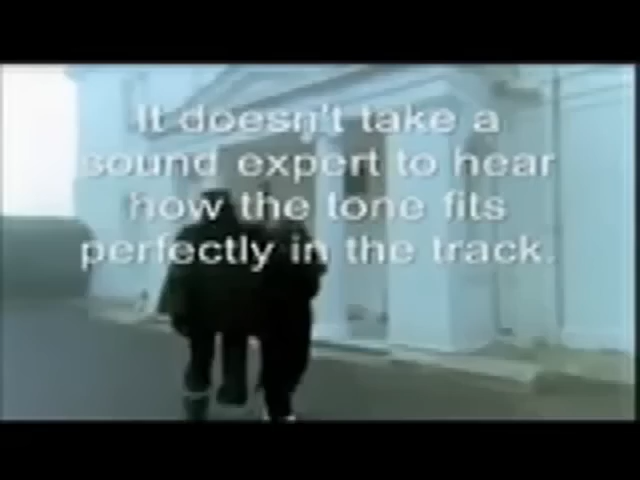 It doesn't take a
sound expert to hear
how the tone fits
perfectly in the track.